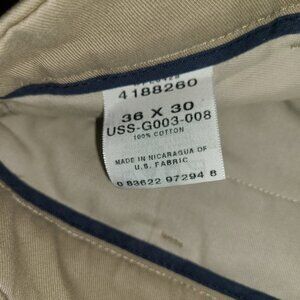 4188260
36 X 30
USS-G003-008
100% COTTON
MADE IN NICARAGUA OF
U.S. FABRIC
0 83622 97294 8